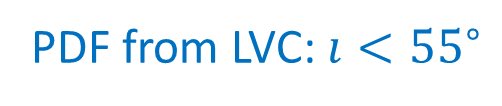 PDF from LVC: ι < 55°